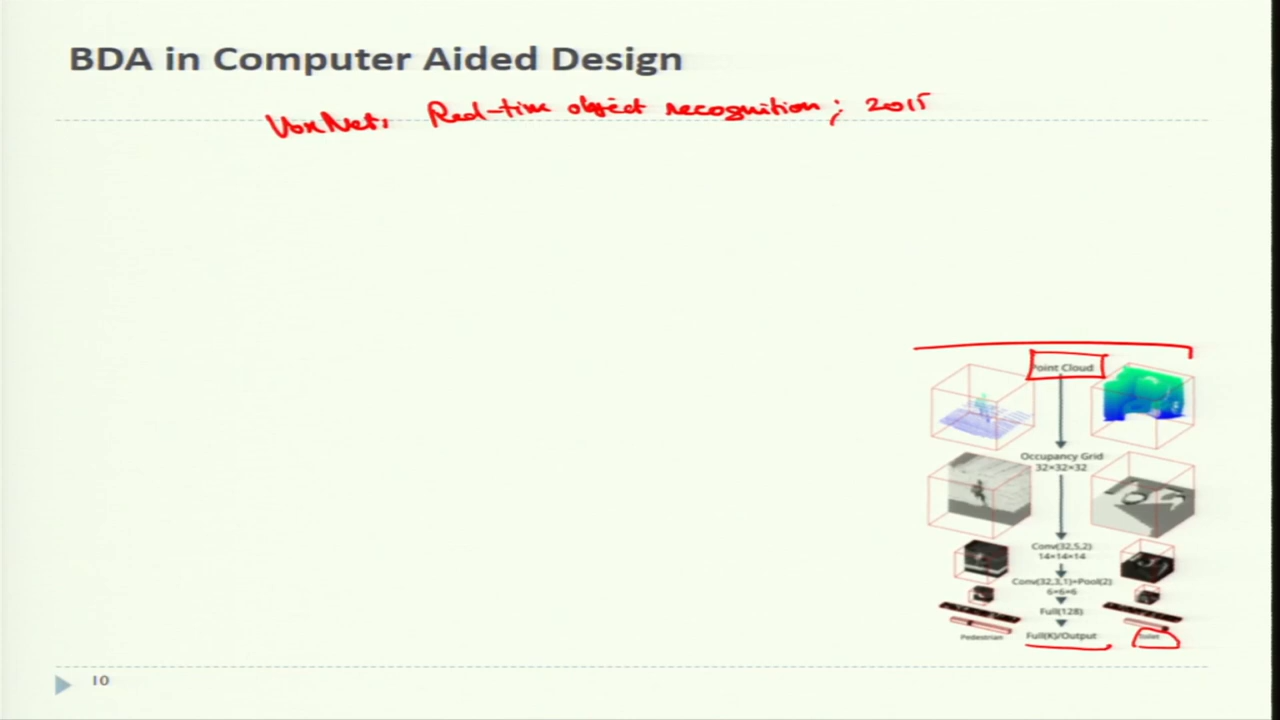 BDA in Computer Aided Design
VoxNet, Real-time object recognition; 2015
Point Cloud
Occupancy Grid
32×32×32
Conv(32,5,2)
14×14×14
Conv(32,3,1)+Pool(2)
6×6×6
Full(128)
Pedestrian Full(K)/Output Toilet
10